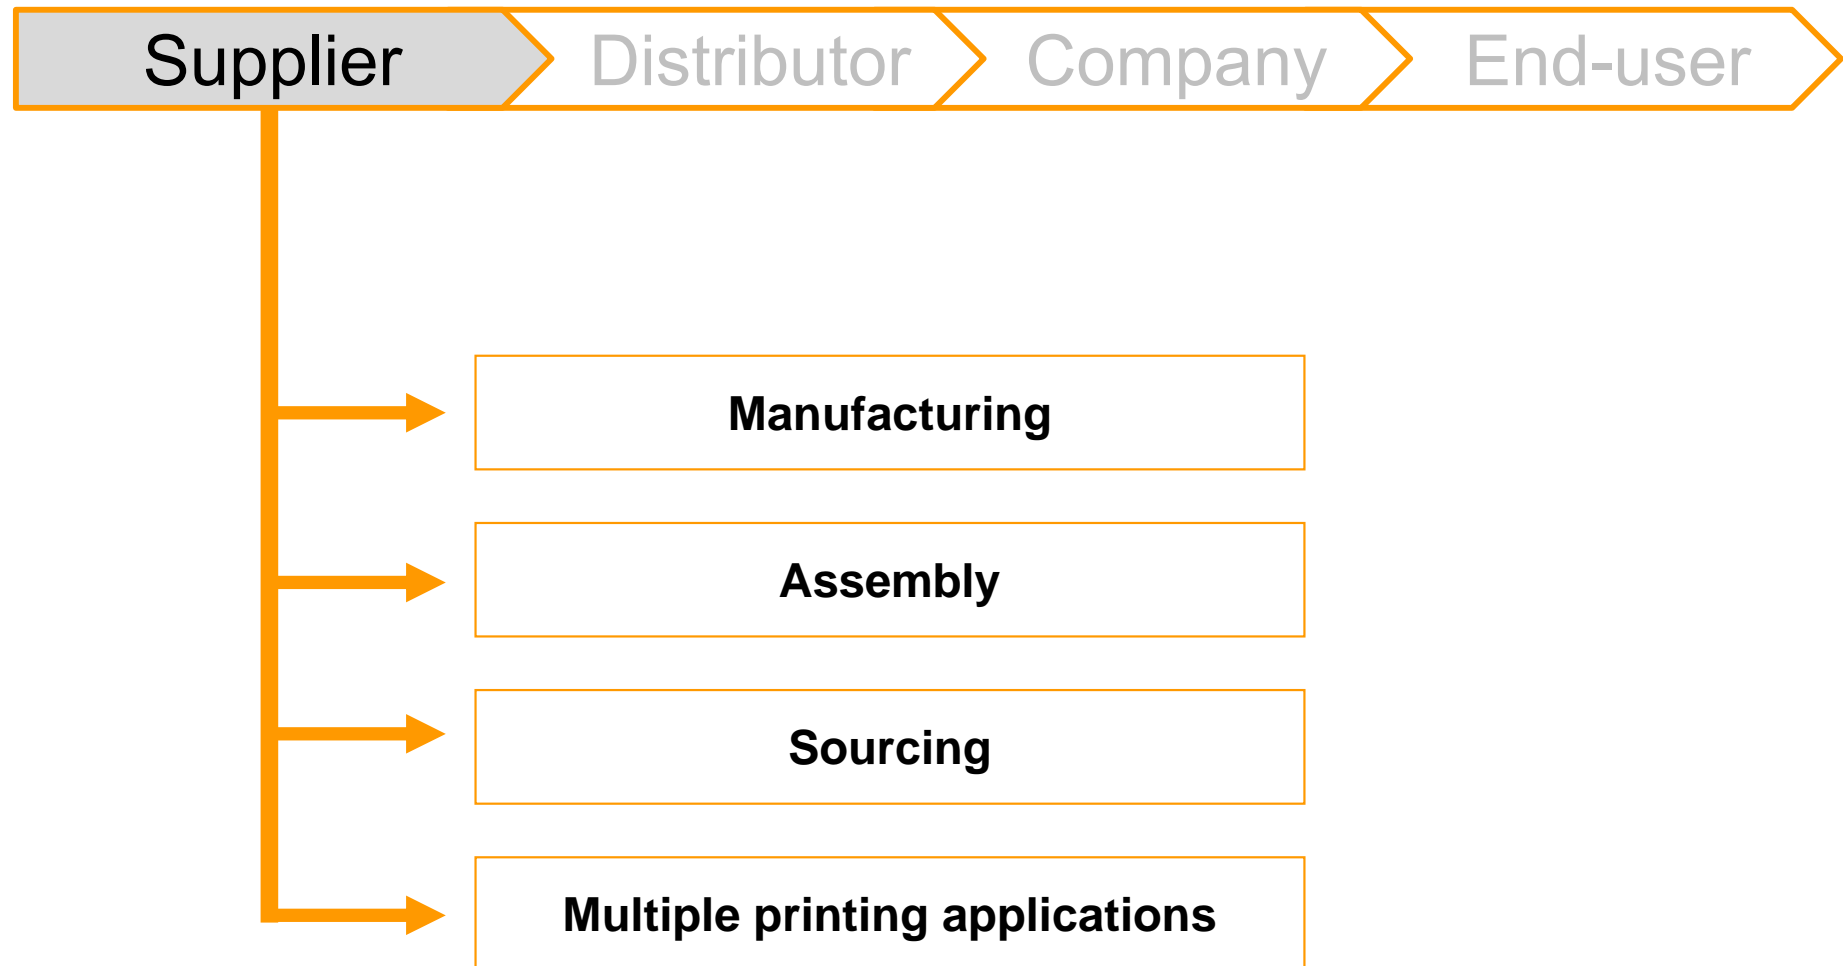 Supplier Distributor Company End-user
Manufacturing
Assembly
Sourcing
Multiple printing applications